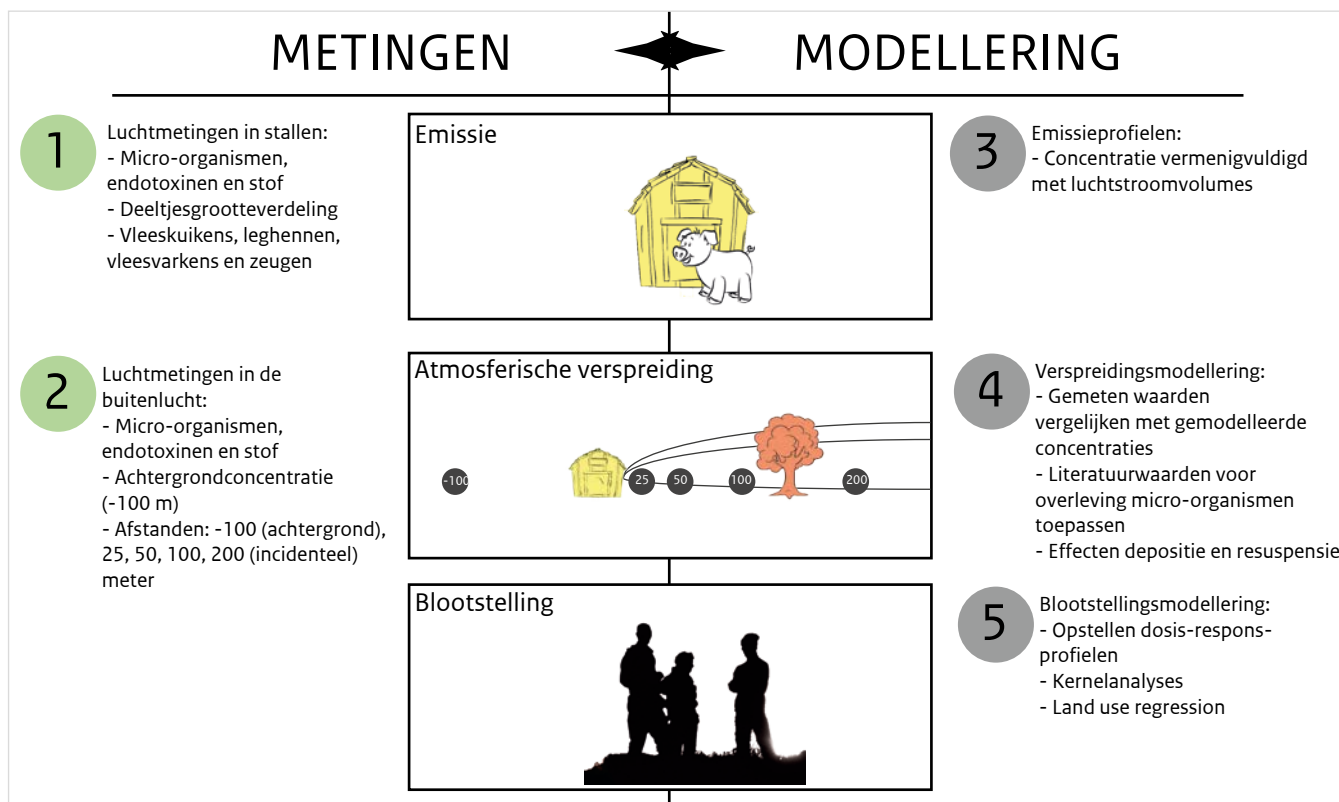 METINGEN
MODELLERING
1
Luchtmetingen in stallen:
- Micro-organismen,
endotoxinen en stof
- Deeltjesgrootteverdeling
- Vleeskuikens, leghennen,
vleesvarkens en zeugen
Emissie
3
Emissieprofielen:
- Concentratie vermenigvuldigd
met luchtstroomvolumes
2
Luchtmetingen in de
buitenlucht:
- Micro-organismen,
endotoxinen en stof
- Achtergrondconcentratie
(-100 m)
- Afstanden: -100 (achtergrond),
25, 50, 100, 200 (incidenteel)
meter
Atmosferische verspreiding
-100
25
50
100
200
4
Verspreidingsmodellering:
- Gemeten waarden
vergelijken met gemodelleerde
concentraties
- Literatuurwaarden voor
overleving micro-organismen
toepassen
- Effecten depositie en resuspensie
Blootstelling
5
Blootstellingsmodellering:
- Opstellen dosis-respons-
profielen
- Kernelanalyses
- Land use regression